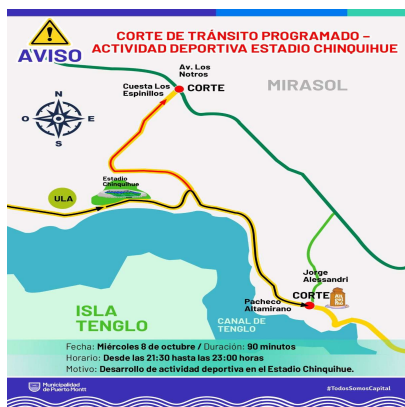 CORTE DE TRÁNSITO PROGRAMADO –
ACTIVIDAD DEPORTIVA ESTADIO CHINQUIHUE
AVISO
Av. Los
Notros
Cuesta Los
Espinillos
CORTE
MIRASOL
N
O
E
S
Estadio
Chinquihue
ULA
Jorge
Alessandri
CORTE
Pacheco
Altamirano
ISLA
TENGLO
CANAL DE
TENGLO
Fecha: Miércoles 8 de octubre / Duración: 90 minutos
Horario: Desde las 21:30 hasta las 23:00 horas
Motivo: Desarrollo de actividad deportiva en el Estadio Chinquihue.
Municipalidad
de Puerto Montt
#TodosSomosCapital